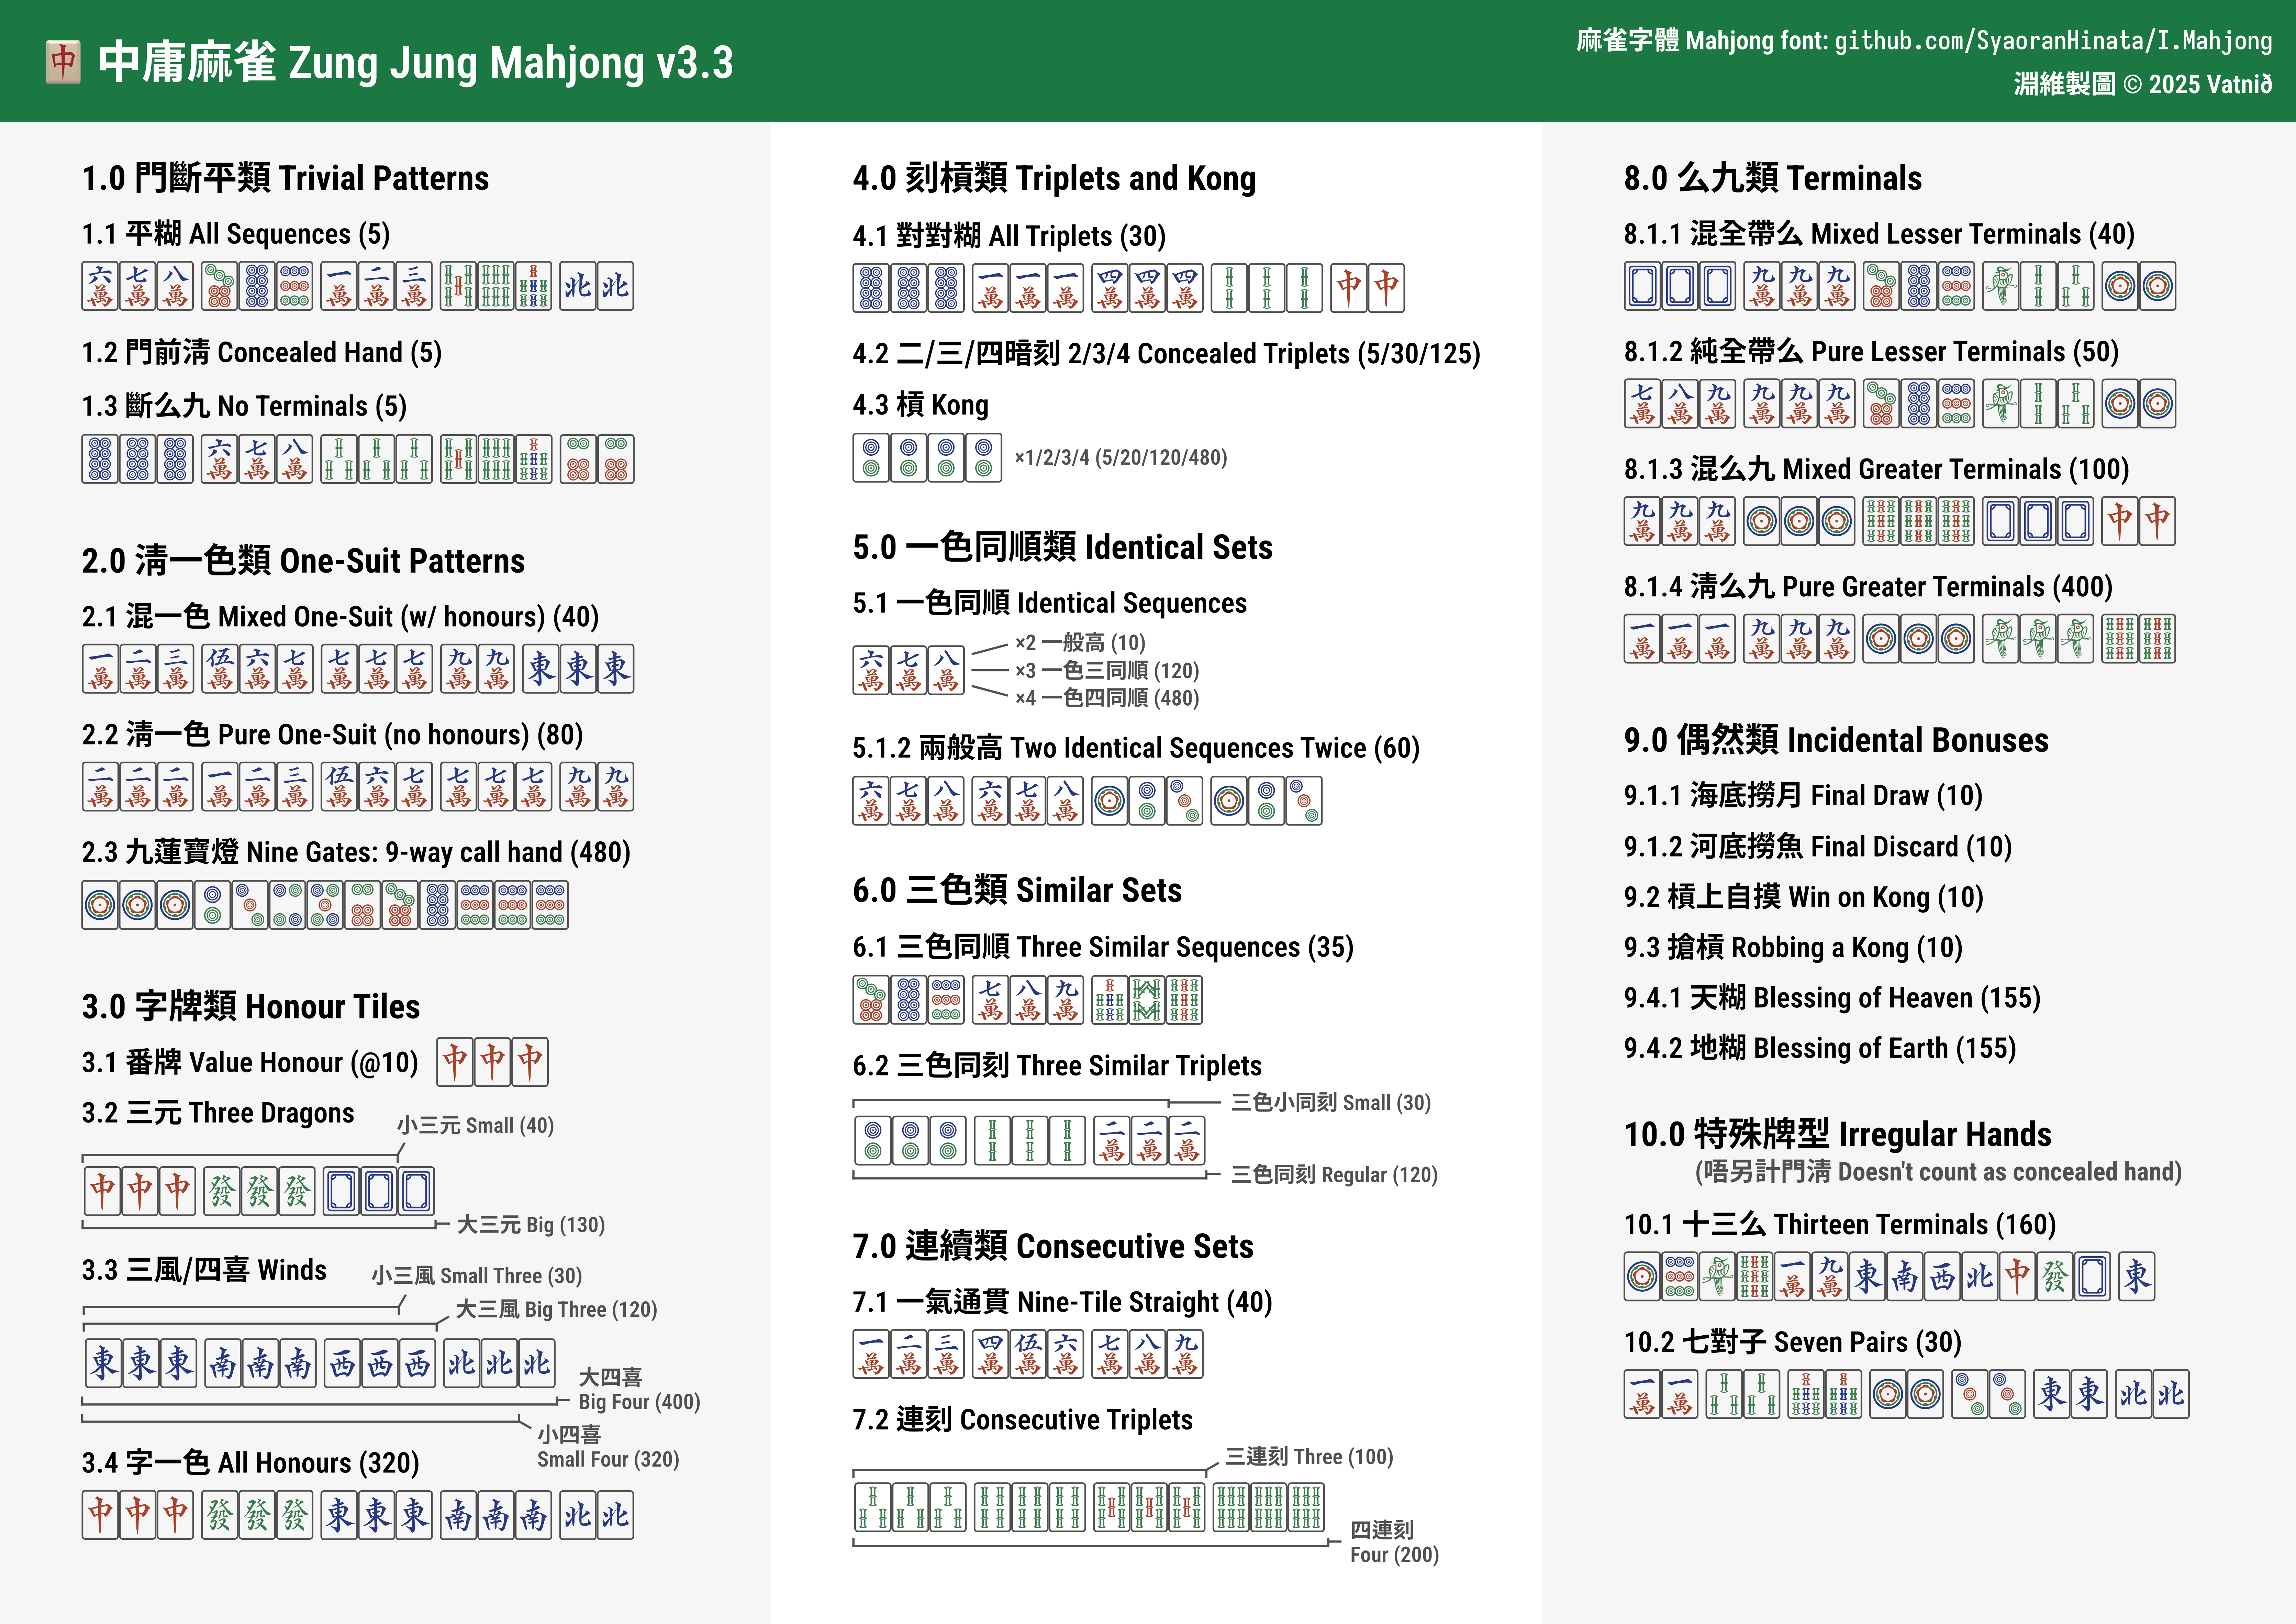 中 中庸麻雀 Zung Jung Mahjong v3.3
麻雀字體 Mahjong font: github.com/SyaoranHinata/I.Mahjong
淵維製圖 © 2025 Vatnið
1.0 門斷平類 Trivial Patterns
1.1 平糊 All Sequences (5)
六萬 七萬 八萬 一萬 二萬 三萬 北 北
1.2 門前淸 Concealed Hand (5)
1.3 斷么九 No Terminals (5)
六萬 七萬 八萬
2.0 淸一色類 One-Suit Patterns
2.1 混一色 Mixed One-Suit (w/ honours) (40)
一萬 二萬 三萬 伍萬 六萬 七萬 七萬 七萬 七萬 九萬 九萬 東 東 東
2.2 淸一色 Pure One-Suit (no honours) (80)
二萬 二萬 二萬 一萬 二萬 三萬 伍萬 六萬 七萬 七萬 七萬 七萬 九萬 九萬
2.3 九蓮寶燈 Nine Gates: 9-way call hand (480)
3.0 字牌類 Honour Tiles
3.1 番牌 Value Honour (@10) 中 中 中
3.2 三元 Three Dragons
小三元 Small (40)
中 中 中 發 發 發
大三元 Big (130)
3.3 三風/四喜 Winds
小三風 Small Three (30)
大三風 Big Three (120)
東 東 東 南 南 南 西 西 西 北 北 北
大四喜
Big Four (400)
小四喜
Small Four (320)
3.4 字一色 All Honours (320)
中 中 中 發 發 發 東 東 東 南 南 南 北 北
4.0 刻槓類 Triplets and Kong
4.1 對對糊 All Triplets (30)
一萬 一萬 一萬 四萬 四萬 四萬 中 中
4.2 二/三/四暗刻 2/3/4 Concealed Triplets (5/30/125)
4.3 槓 Kong
×1/2/3/4 (5/20/120/480)
5.0 一色同順類 Identical Sets
5.1 一色同順 Identical Sequences
×2 一般高 (10)
六萬 七萬 八萬 ×3 一色三同順 (120)
×4 一色四同順 (480)
5.1.2 兩般高 Two Identical Sequences Twice (60)
六萬 七萬 八萬 六萬 七萬 八萬
6.0 三色類 Similar Sets
6.1 三色同順 Three Similar Sequences (35)
七萬 八萬 九萬
6.2 三色同刻 Three Similar Triplets
三色小同刻 Small (30)
二萬 二萬 二萬
三色同刻 Regular (120)
7.0 連續類 Consecutive Sets
7.1 一氣通貫 Nine-Tile Straight (40)
一萬 二萬 三萬 四萬 伍萬 六萬 七萬 八萬 九萬
7.2 連刻 Consecutive Triplets
三連刻 Three (100)
四連刻
Four (200)
8.0 么九類 Terminals
8.1.1 混全帶么 Mixed Lesser Terminals (40)
九萬 九萬 九萬
8.1.2 純全帶么 Pure Lesser Terminals (50)
七萬 八萬 九萬 九萬 九萬 九萬
8.1.3 混么九 Mixed Greater Terminals (100)
九萬 九萬 九萬 中 中
8.1.4 淸么九 Pure Greater Terminals (400)
一萬 一萬 一萬 九萬 九萬 九萬
9.0 偶然類 Incidental Bonuses
9.1.1 海底撈月 Final Draw (10)
9.1.2 河底撈魚 Final Discard (10)
9.2 槓上自摸 Win on Kong (10)
9.3 搶槓 Robbing a Kong (10)
9.4.1 天糊 Blessing of Heaven (155)
9.4.2 地糊 Blessing of Earth (155)
10.0 特殊牌型 Irregular Hands
(唔另計門淸 Doesn't count as concealed hand)
10.1 十三么 Thirteen Terminals (160)
一萬 九萬 東 南 西 北 中 發 東
10.2 七對子 Seven Pairs (30)
一萬 一萬 東 東 北 北